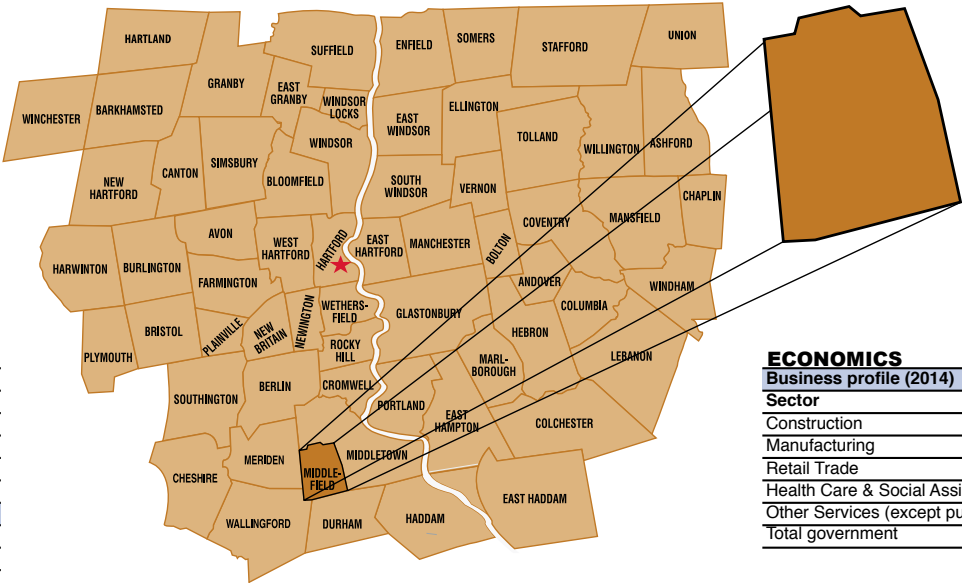 HARTLAND
SUFFIELD
ENFIELD
SOMERS
STAFFORD
UNION
WINCHESTER
BARKHAMSTED
GRANBY
EAST
GRANBY
WINDSOR
LOCKS
EAST
WINDSOR
ELLINGTON
TOLLAND
WILLINGTON
ASHFORD
NEW
HARTFORD
CANTON
SIMSBURY
BLOOMFIELD
WINDSOR
SOUTH
WINDSOR
VERNON
COVENTRY
MANSFIELD
CHAPLIN
HARWINTON
BURLINGTON
AVON
FARMINGTON
WEST
HARTFORD
HARTFORD
EAST
HARTFORD
MANCHESTER
BOLTON
ANDOVER
COLUMBIA
WINDHAM
PLYMOUTH
BRISTOL
PLAINVILLE
NEW
BRITAIN
NEWINGTON
WETHERS-
FIELD
ROCKY
HILL
GLASTONBURY
HEBRON
MARL-
BOROUGH
LEBANON
SOUTHINGTON
BERLIN
CROMWELL
PORTLAND
EAST
HAMPTON
COLCHESTER
CHESHIRE
MERIDEN
MIDDLE-
FIELD
MIDDLETOWN
WALLINGFORD
DURHAM
HADDAM
EAST HADDAM
ECONOMICS
Business profile (2014)
Sector
Construction
Manufacturing
Retail Trade
Health Care & Social Assi
Other Services (except pu
Total government